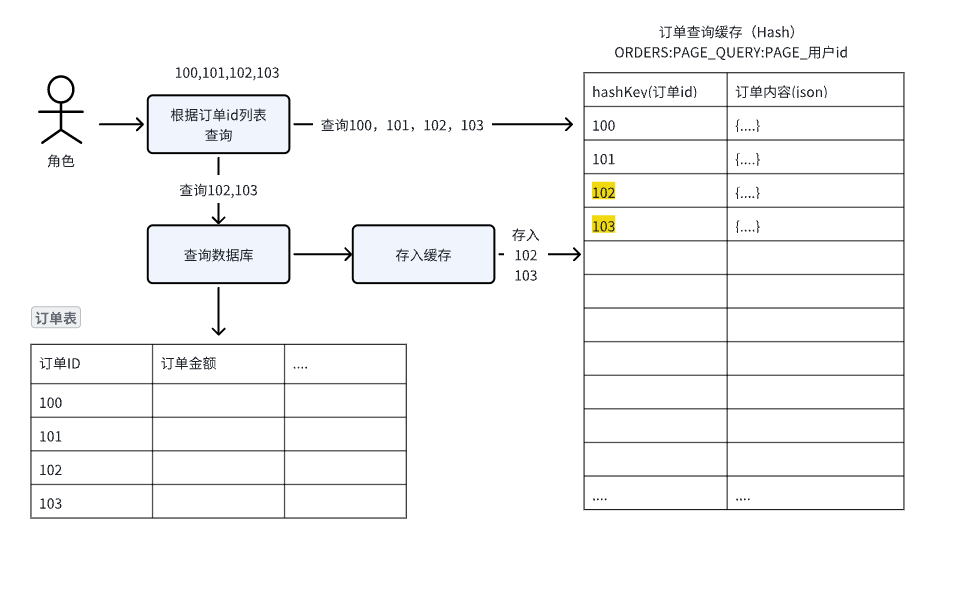 订单查询缓存（Hash）
ORDERS:PAGE_QUERY:PAGE_用户id
100,101,102,103
角色
根据订单id列表
查询
查询100，101，102，103
查询102,103
查询数据库
存入缓存
存入
102
103
hashKey(订单id) 订单内容(json)
100 {....}
101 {....}
102 {....}
103 {....}
.... ....
订单表
订单ID 订单金额 ....
100
101
102
103